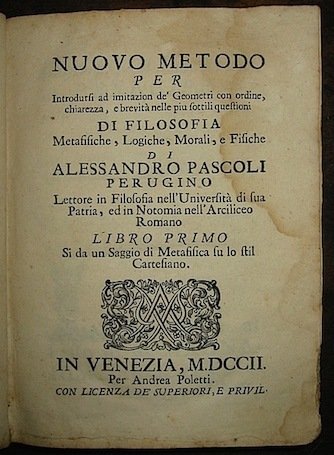 NUOVO METODO
PER
Introdursi ad imitazion de' Geometri con ordine,
chiarezza, e brevità nelle piu sottili questioni
DI FILOSOFIA
Metafisiche, Logiche, Morali, e Fisiche
DI
ALESSANDRO PASCOLI
PERUGINO
Lettore in Filosofia nell'Università di sua
Patria, ed in Notomia nell'Arciliceo
Romano
LIBRO PRIMO
Si da un Saggio di Metafisica su lo stil
Cartesiano.
IN VENEZIA, M.DCCII.
Per Andrea Poletti.
CON LICENZA DE' SUPERIORI, E PRIVIL.